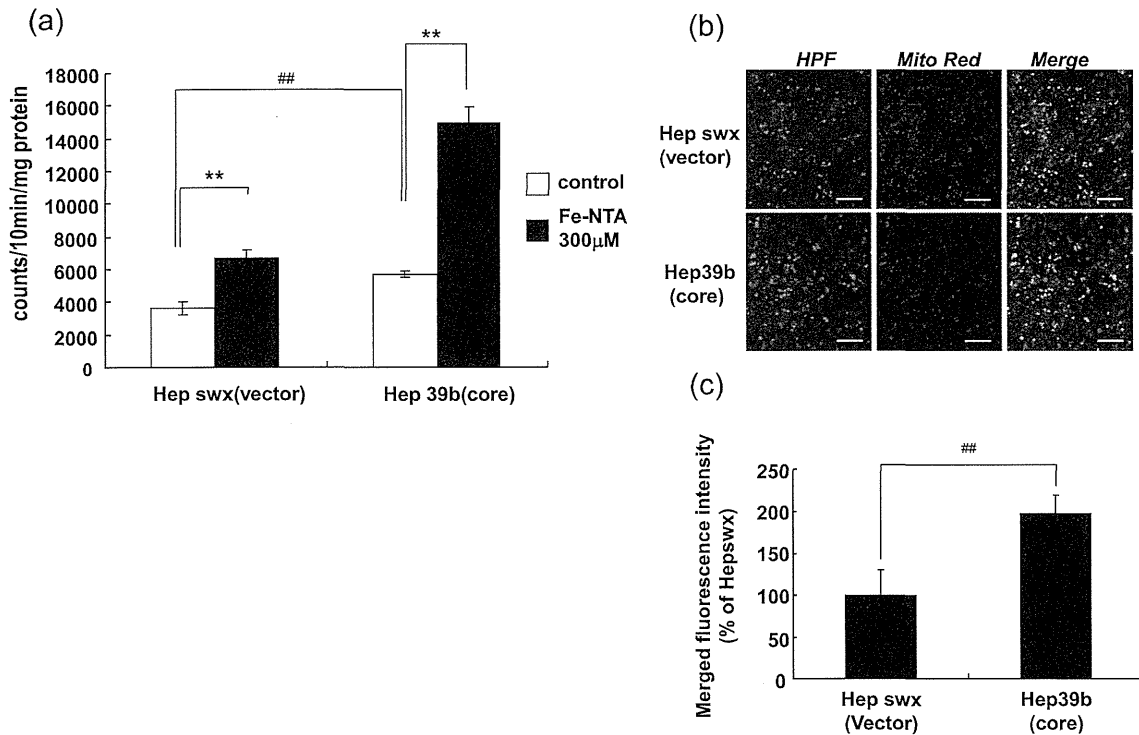 (a)
counts/10min/mg protein
18000
16000
14000
12000
10000
8000
6000
4000
2000
0
**
##
**
control
Fe-NTA
300μM
Hep swx(vector)
Hep 39b(core)
(b)
HPF
Mito Red
Merge
Hep swx
(vector)
Hep39b
(core)
(c)
Merged fluorescence intensity
(% of Hepswx)
250
200
150
100
50
0
##
Hep swx
(Vector)
Hep39b
(core)